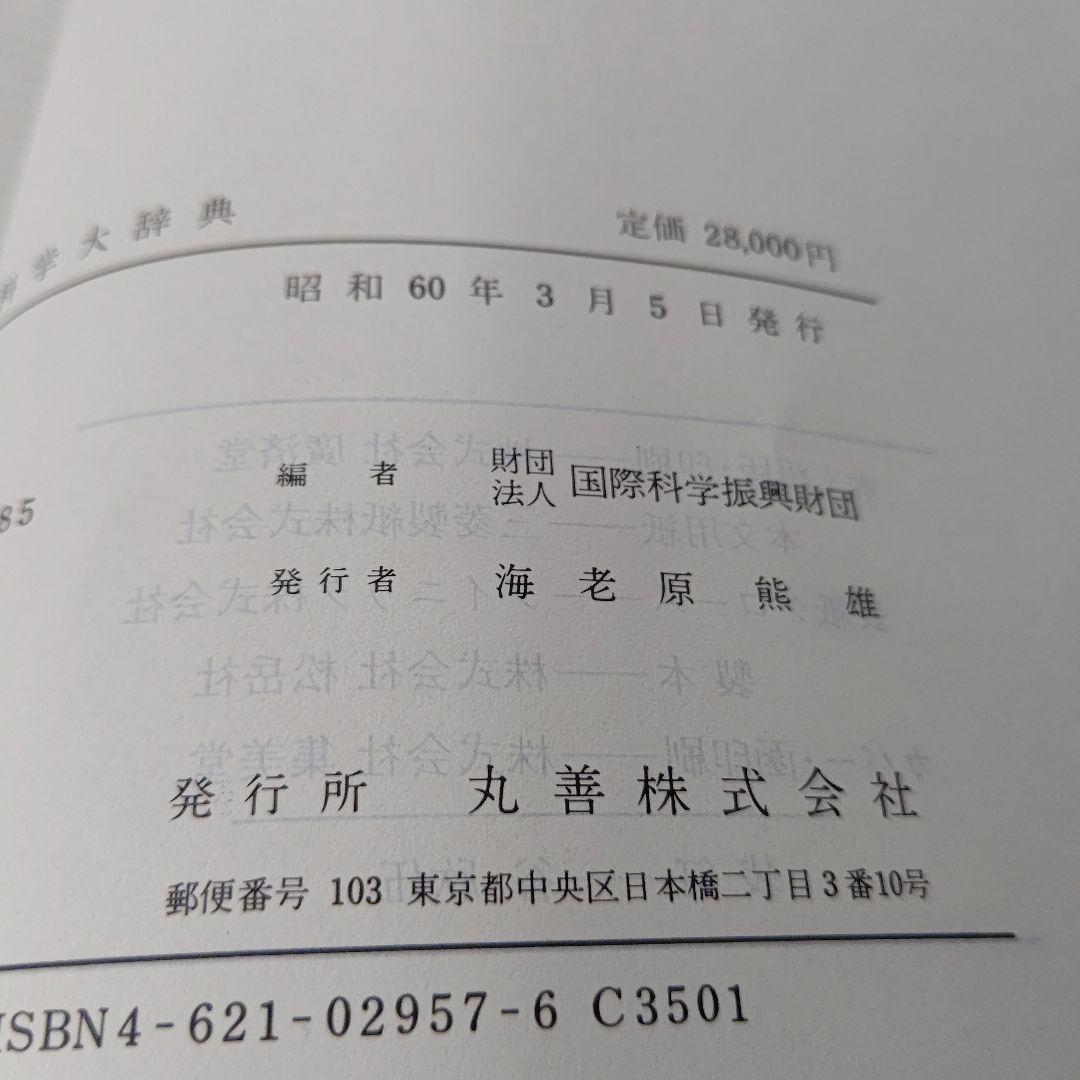 科学大辞典
定価 28,000円
昭和60年3月5日発行
85
編者 財団法人 国際科学振興財団
発行者 海老原熊雄
発行所 丸善株式会社
郵便番号 103 東京都中央区日本橋二丁目3番10号
ISBN4-621-02957-6 C3501